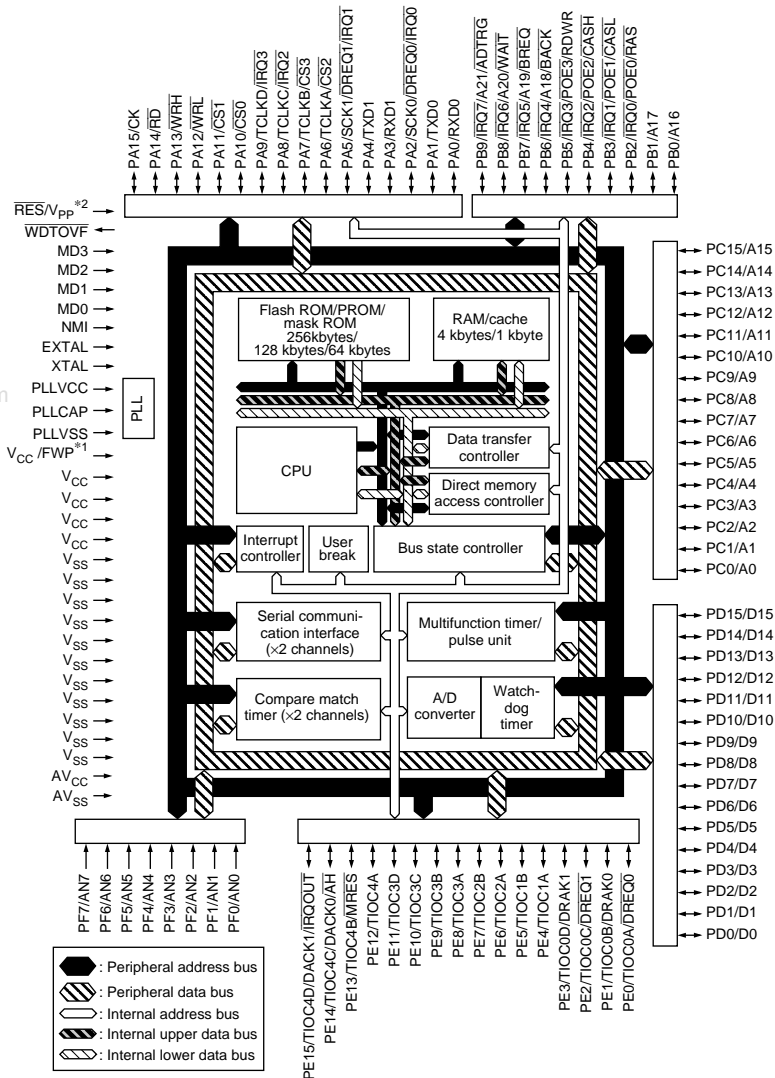 PA15/CK
PA14/RD
PA13/WRH
PA12/WRL
PA11/CS1
PA10/CS0
PA9/TCLKD/IRQ3
PA8/TCLKC/IRQ2
PA7/TCLKB/CS3
PA6/TCLKA/CS2
PA5/SCK1/DREQ1/IRQ1
PA4/TXD1
PA3/RXD1
PA2/SCK0/DREQ0/IRQ0
PA1/TXD0
PA0/RXD0
PB9/IRQ7/A21/ADTRG
PB8/IRQ6/A20/WAIT
PB7/IRQ5/A19/BREQ
PB6/IRQ4/A18/BACK
PB5/IRQ3/POE3/RDWR
PB4/IRQ2/POE2/CASH
PB3/IRQ1/POE1/CASL
PB2/IRQ0/POE0/RAS
PB1/A17
PB0/A16
RES/VPP*2
WDTOVF
MD3
MD2
MD1
MD0
NMI
EXTAL
XTAL
PLLVCC
PLLCAP
PLLVSS
VCC/FWP*1
VCC
VCC
VCC
VCC
VSS
VSS
VSS
VSS
VSS
VSS
VSS
VSS
VSS
VSS
AVCC
AVSS
PLL
Flash ROM/PROM/
mask ROM
256kbytes/
128 kbytes/64 kbytes
RAM/cache
4 kbytes/1 kbyte
CPU
Data transfer
controller
Direct memory
access controller
Interrupt
controller
User
break
Bus state controller
Serial communi-
cation interface
(×2 channels)
Multifunction timer/
pulse unit
Compare match
timer (×2 channels)
A/D
converter
Watch-
dog
timer
PC15/A15
PC14/A14
PC13/A13
PC12/A12
PC11/A11
PC10/A10
PC9/A9
PC8/A8
PC7/A7
PC6/A6
PC5/A5
PC4/A4
PC3/A3
PC2/A2
PC1/A1
PC0/A0
PD15/D15
PD14/D14
PD13/D13
PD12/D12
PD11/D11
PD10/D10
PD9/D9
PD8/D8
PD7/D7
PD6/D6
PD5/D5
PD4/D4
PD3/D3
PD2/D2
PD1/D1
PD0/D0
PF7/AN7
PF6/AN6
PF5/AN5
PF4/AN4
PF3/AN3
PF2/AN2
PF1/AN1
PF0/AN0
PE15/TIOC4D/DACK1/IRQOUT
PE14/TIOC4C/DACK0/AH
PE13/TIOC4B/MRES
PE12/TIOC4A
PE11/TIOC3D
PE10/TIOC3C
PE9/TIOC3B
PE8/TIOC3A
PE7/TIOC2B
PE6/TIOC2A
PE5/TIOC1B
PE4/TIOC1A
PE3/TIOC0D/DRAK1
PE2/TIOC0C/DREQ1
PE1/TIOC0B/DRAK0
PE0/TIOC0A/DREQ0
: Peripheral address bus
: Peripheral data bus
: Internal address bus
: Internal upper data bus
: Internal lower data bus